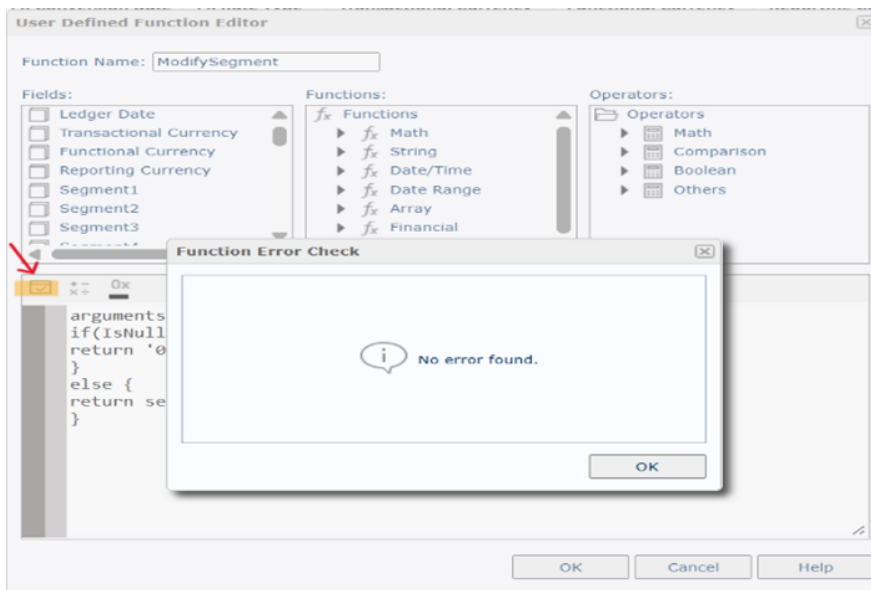 User Defined Function Editor
Function Name: ModifySegment
Fields:
Ledger Date
Transactional Currency
Functional Currency
Reporting Currency
Segment1
Segment2
Segment3
Functions:
Functions
Math
String
Date/Time
Date Range
Array
Financial
Operators:
Operators
Math
Comparison
Boolean
Others
0x
arguments
if(IsNull
return '0
}
else {
return se
}
Function Error Check
No error found.
OK
OK Cancel Help